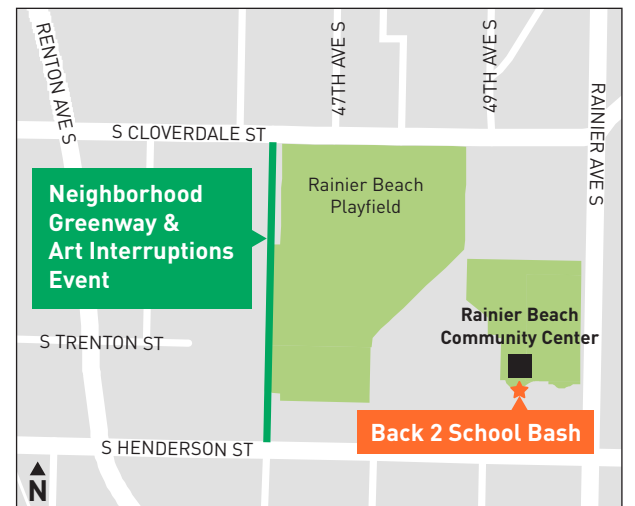 RENTON AVE S
47TH AVE S
49TH AVE S
RAINIER AVE S
S CLOVERDALE ST
Neighborhood
Greenway &
Art Interruptions
Event
Rainier Beach
Playfield
Rainier Beach
Community Center
S TRENTON ST
Back 2 School Bash
S HENDERSON ST
N